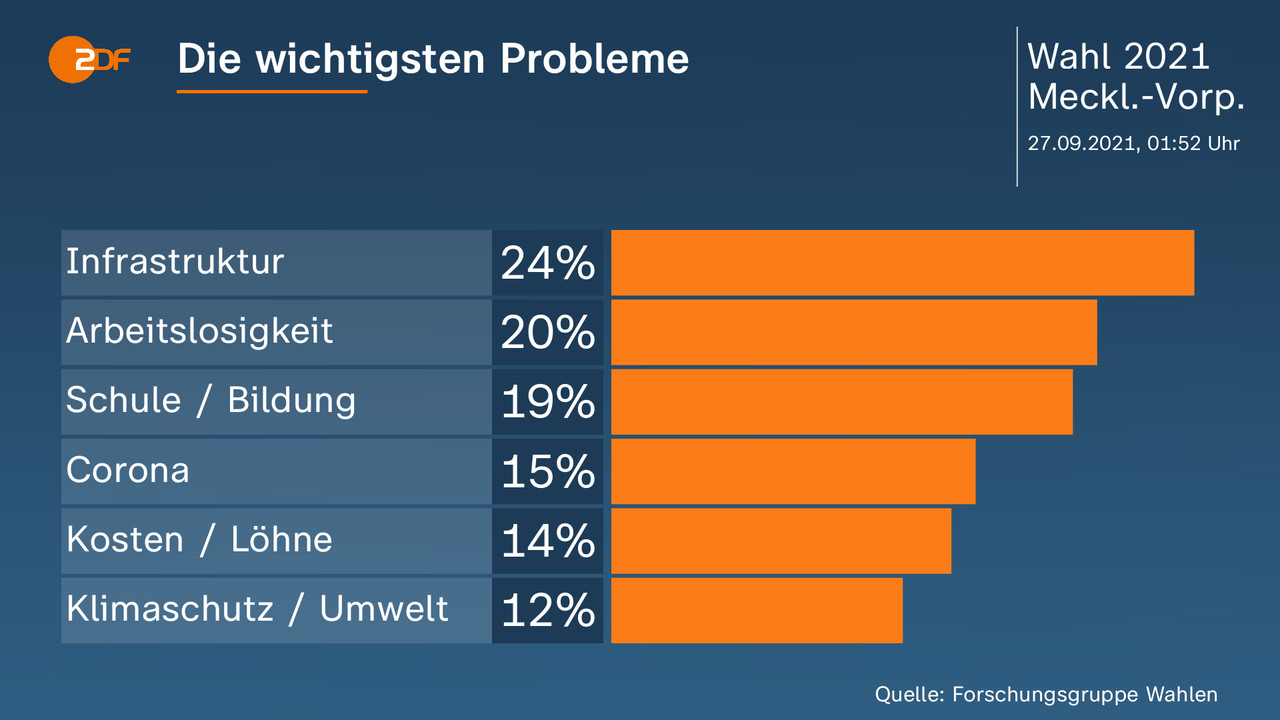 ZDF
Die wichtigsten Probleme
Wahl 2021
Meckl.-Vorp.
27.09.2021, 01:52 Uhr
Infrastruktur 24%
Arbeitslosigkeit 20%
Schule / Bildung 19%
Corona 15%
Kosten / Löhne 14%
Klimaschutz / Umwelt 12%
Quelle: Forschungsgruppe Wahlen